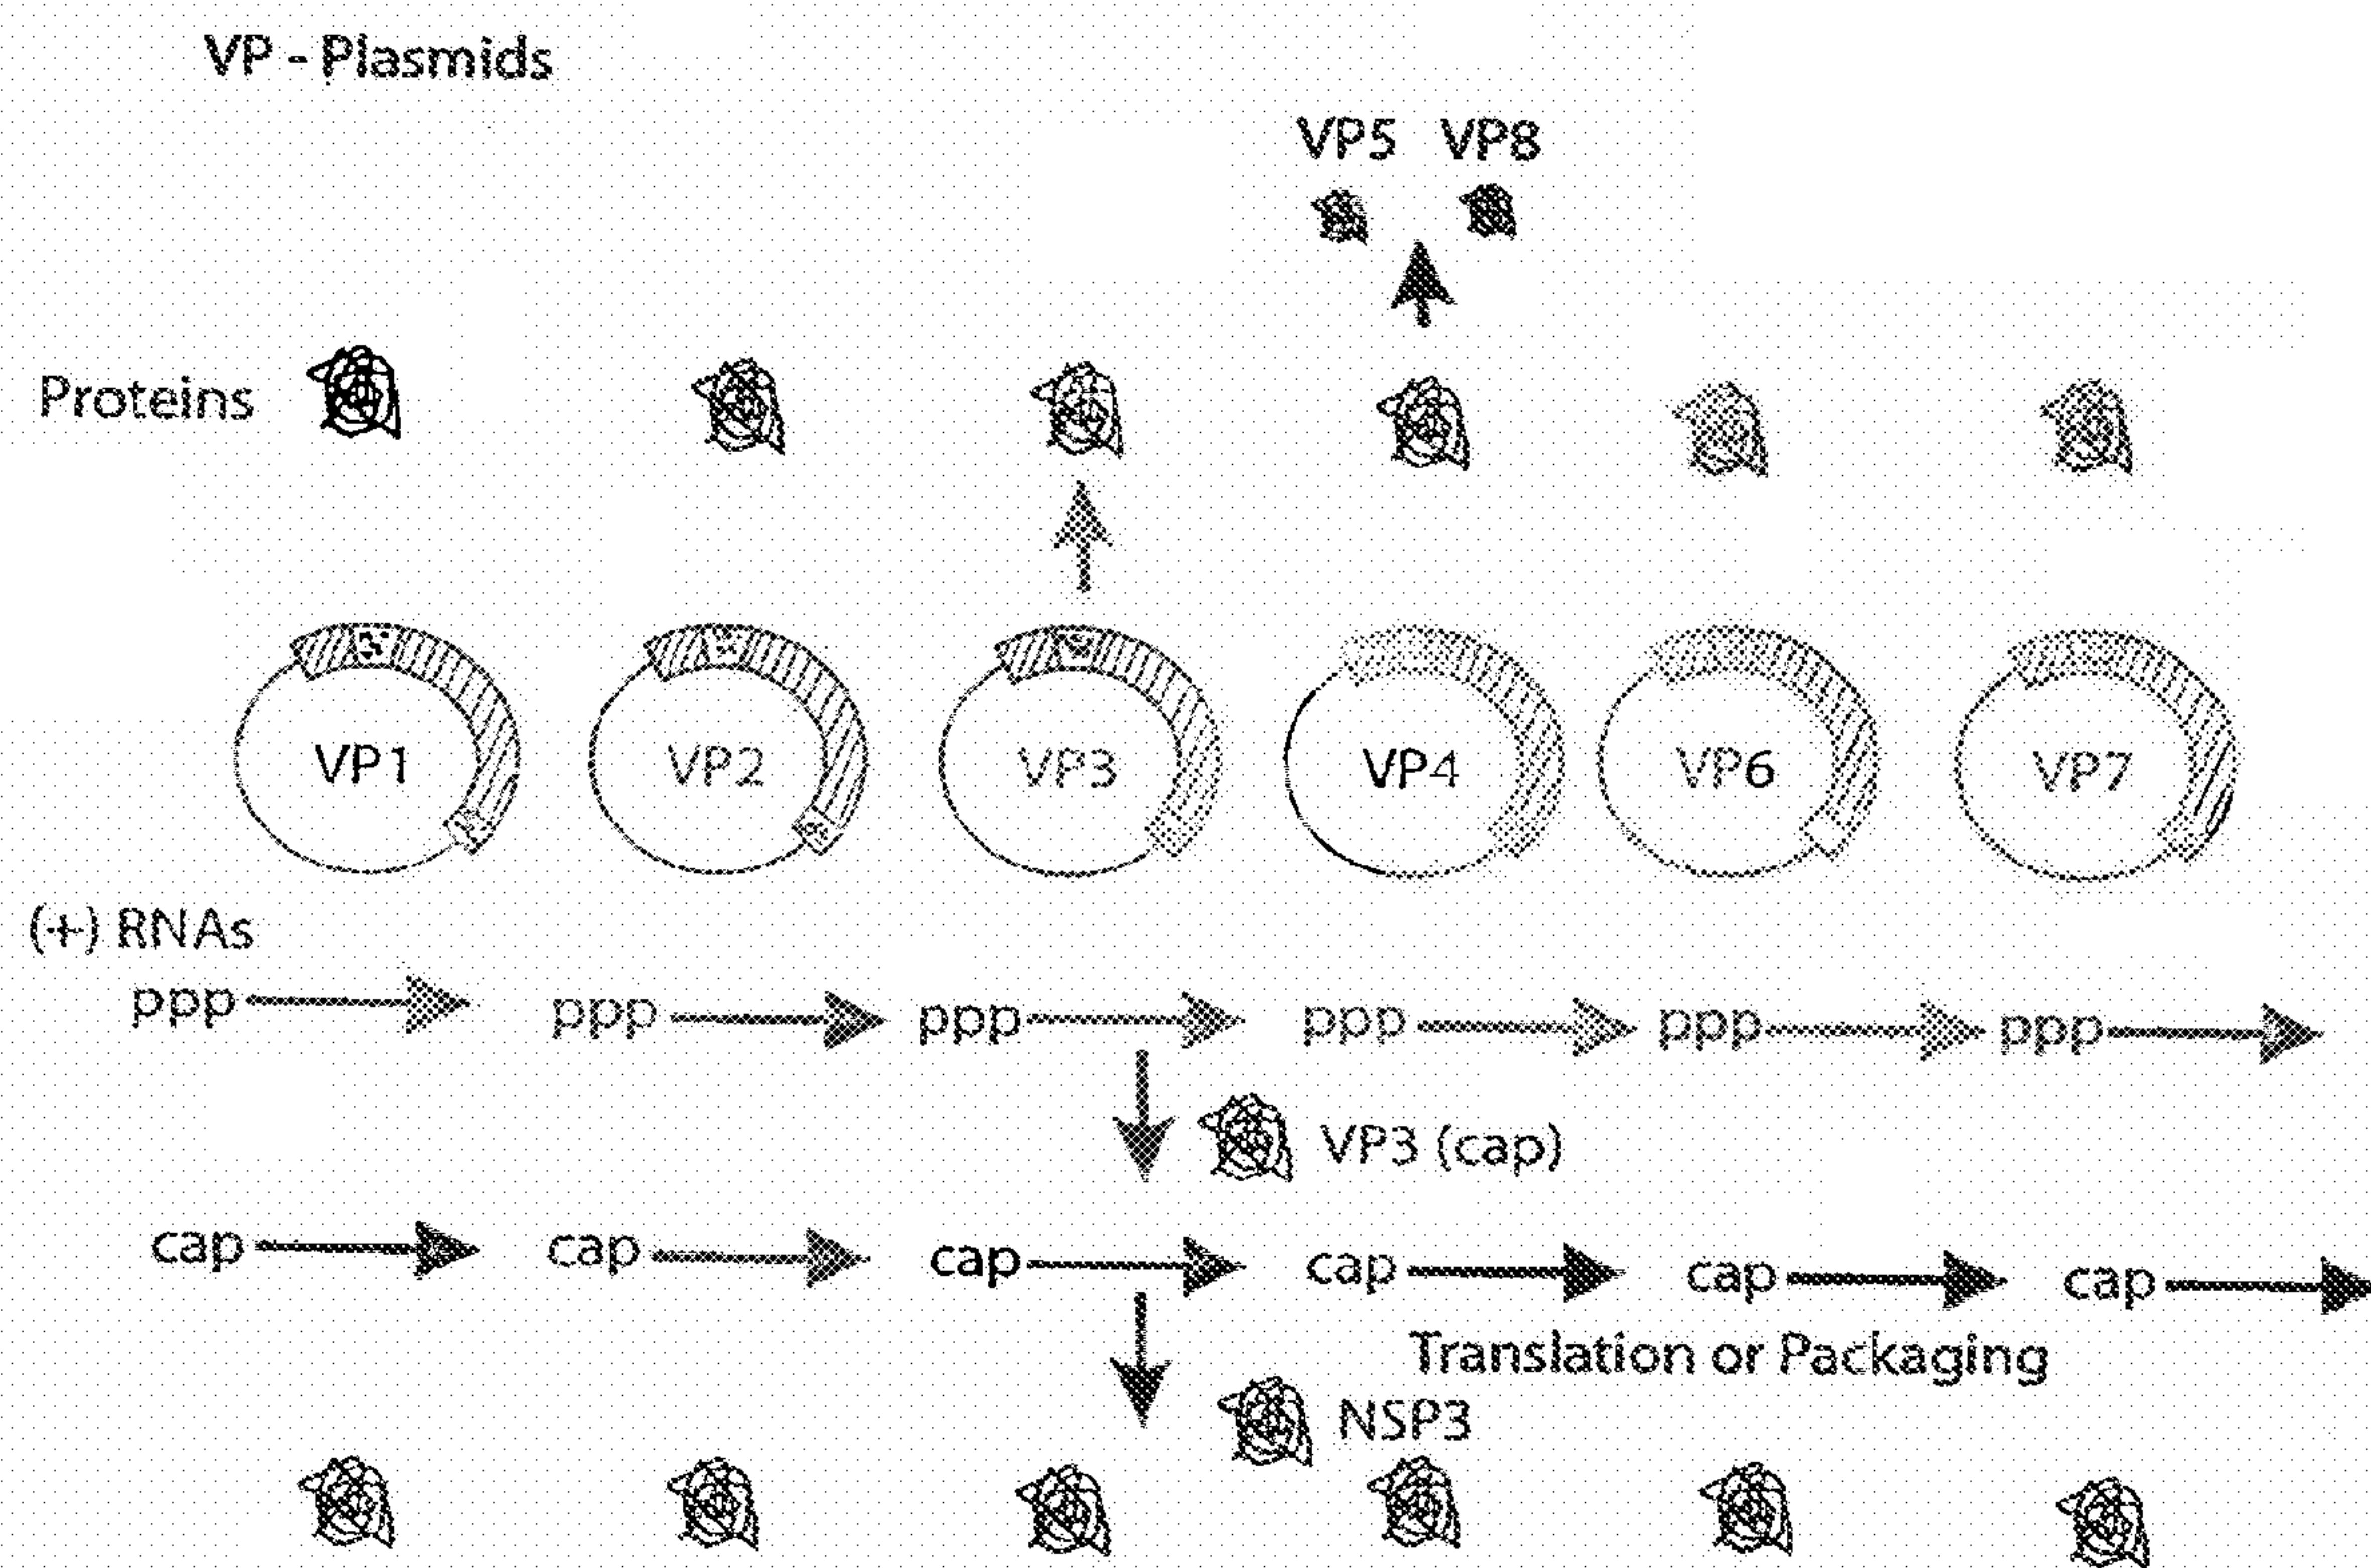 VP - Plasmids
VP5 VP8
Proteins
VP1 VP2 VP3 VP4 VP6 VP7
(+) RNAs
ppp ppp ppp ppp ppp ppp
VP3 (cap)
cap cap cap cap cap cap
Translation or Packaging
NSP3